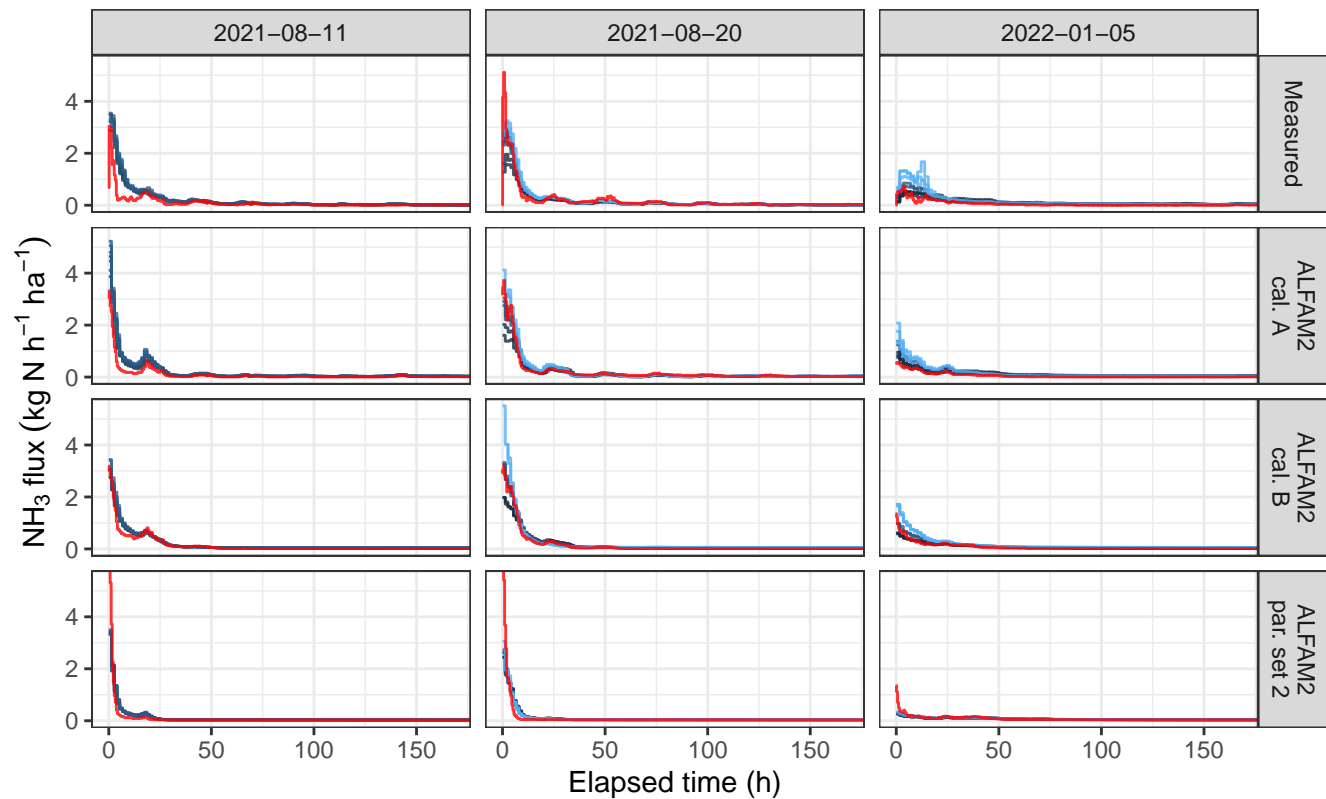 2021−08−11 2021−08−20 2022−01−05
Measured
ALFAM2
cal. A
ALFAM2
cal. B
ALFAM2
par. set 2
NH₃ flux (kg N h⁻¹ ha⁻¹)
4
2
0
4
2
0
4
2
0
4
2
0
0 50 100 150 0 50 100 150 0 50 100 150
Elapsed time (h)